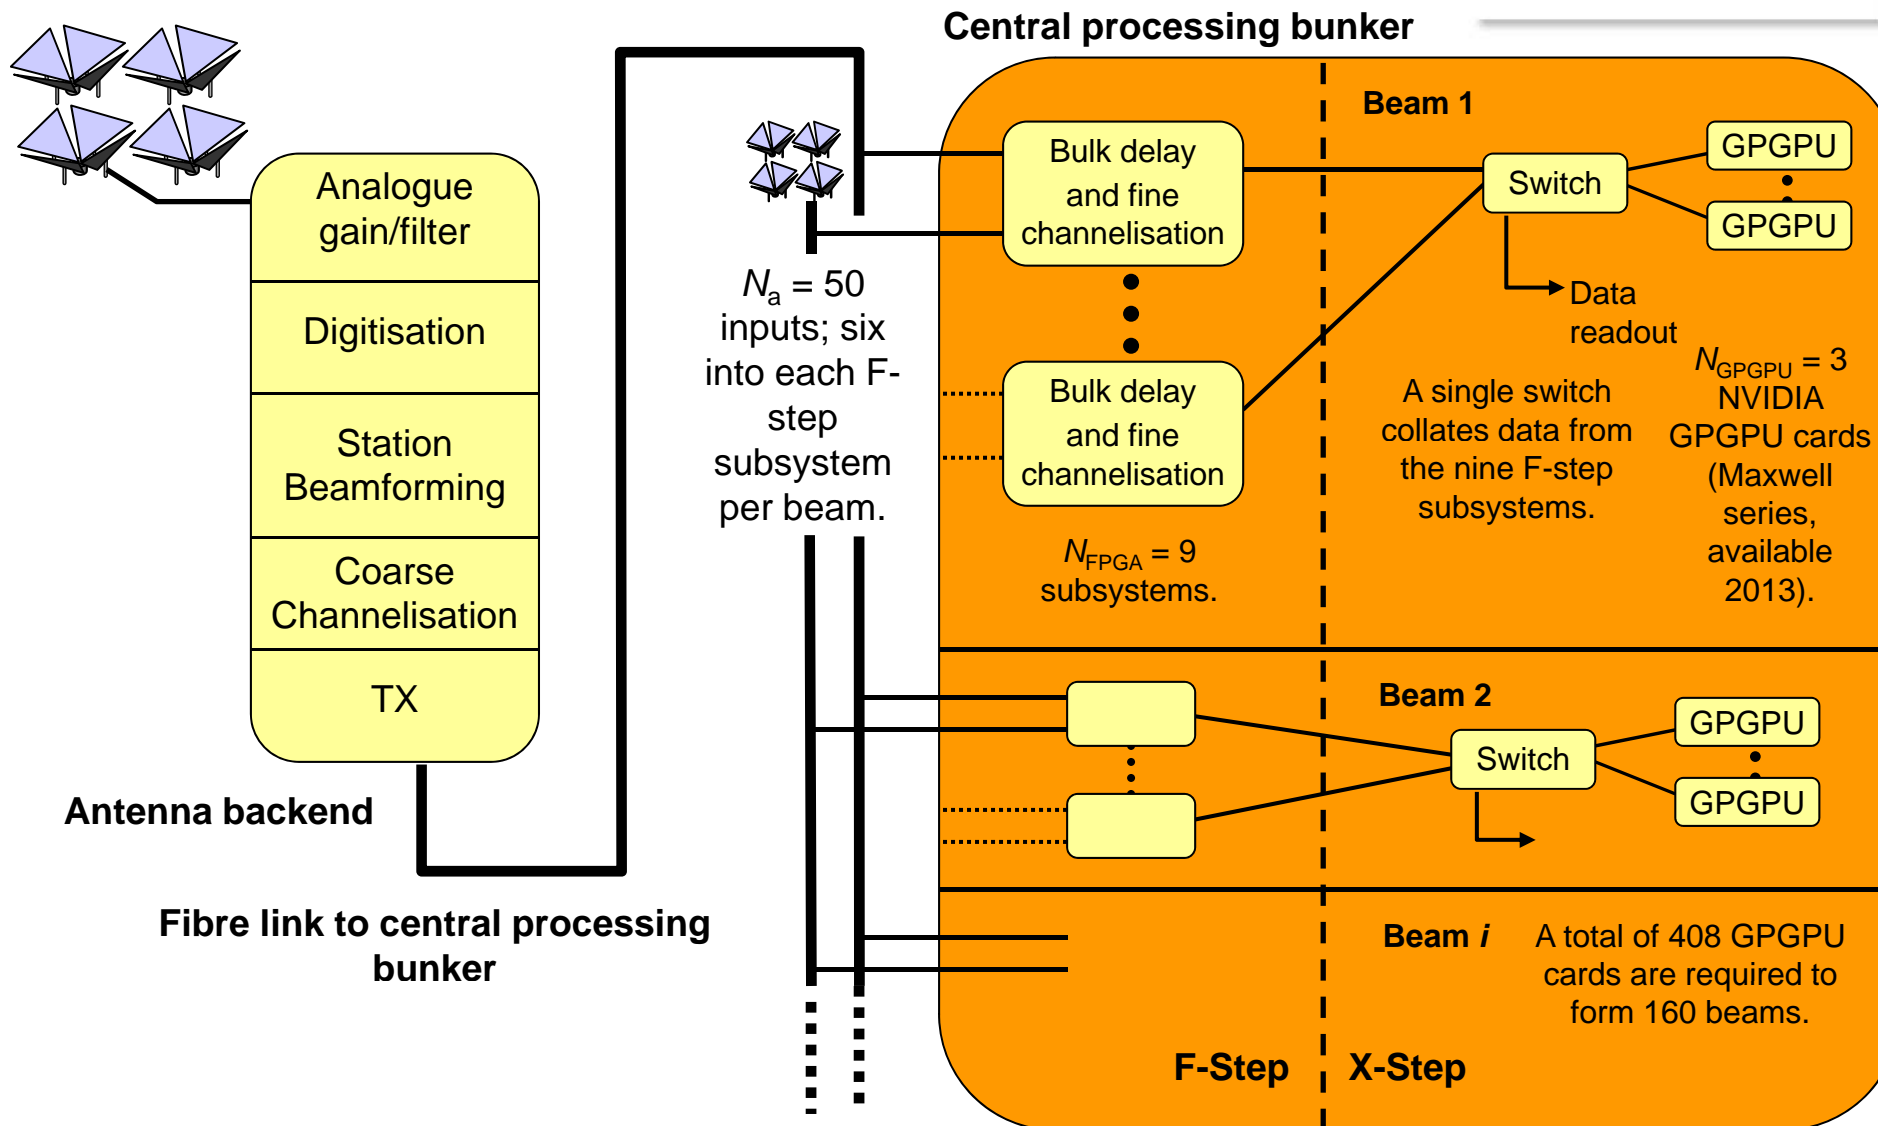 Central processing bunker
Analogue
gain/filter
Digitisation
Station
Beamforming
Coarse
Channelisation
TX
Antenna backend
Fibre link to central processing
bunker
Nₐ = 50
inputs; six
into each F-
step
subsystem
per beam.
Beam 1
Bulk delay
and fine
channelisation
Bulk delay
and fine
channelisation
N_FPGA = 9
subsystems.
Switch
GPGPU
GPGPU
Data
readout
A single switch
collates data from
the nine F-step
subsystems.
N_GPGPU = 3
NVIDIA
GPGPU cards
(Maxwell
series,
available
2013).
Beam 2
Switch
GPGPU
GPGPU
Beam i
A total of 408 GPGPU
cards are required to
form 160 beams.
F-Step
X-Step